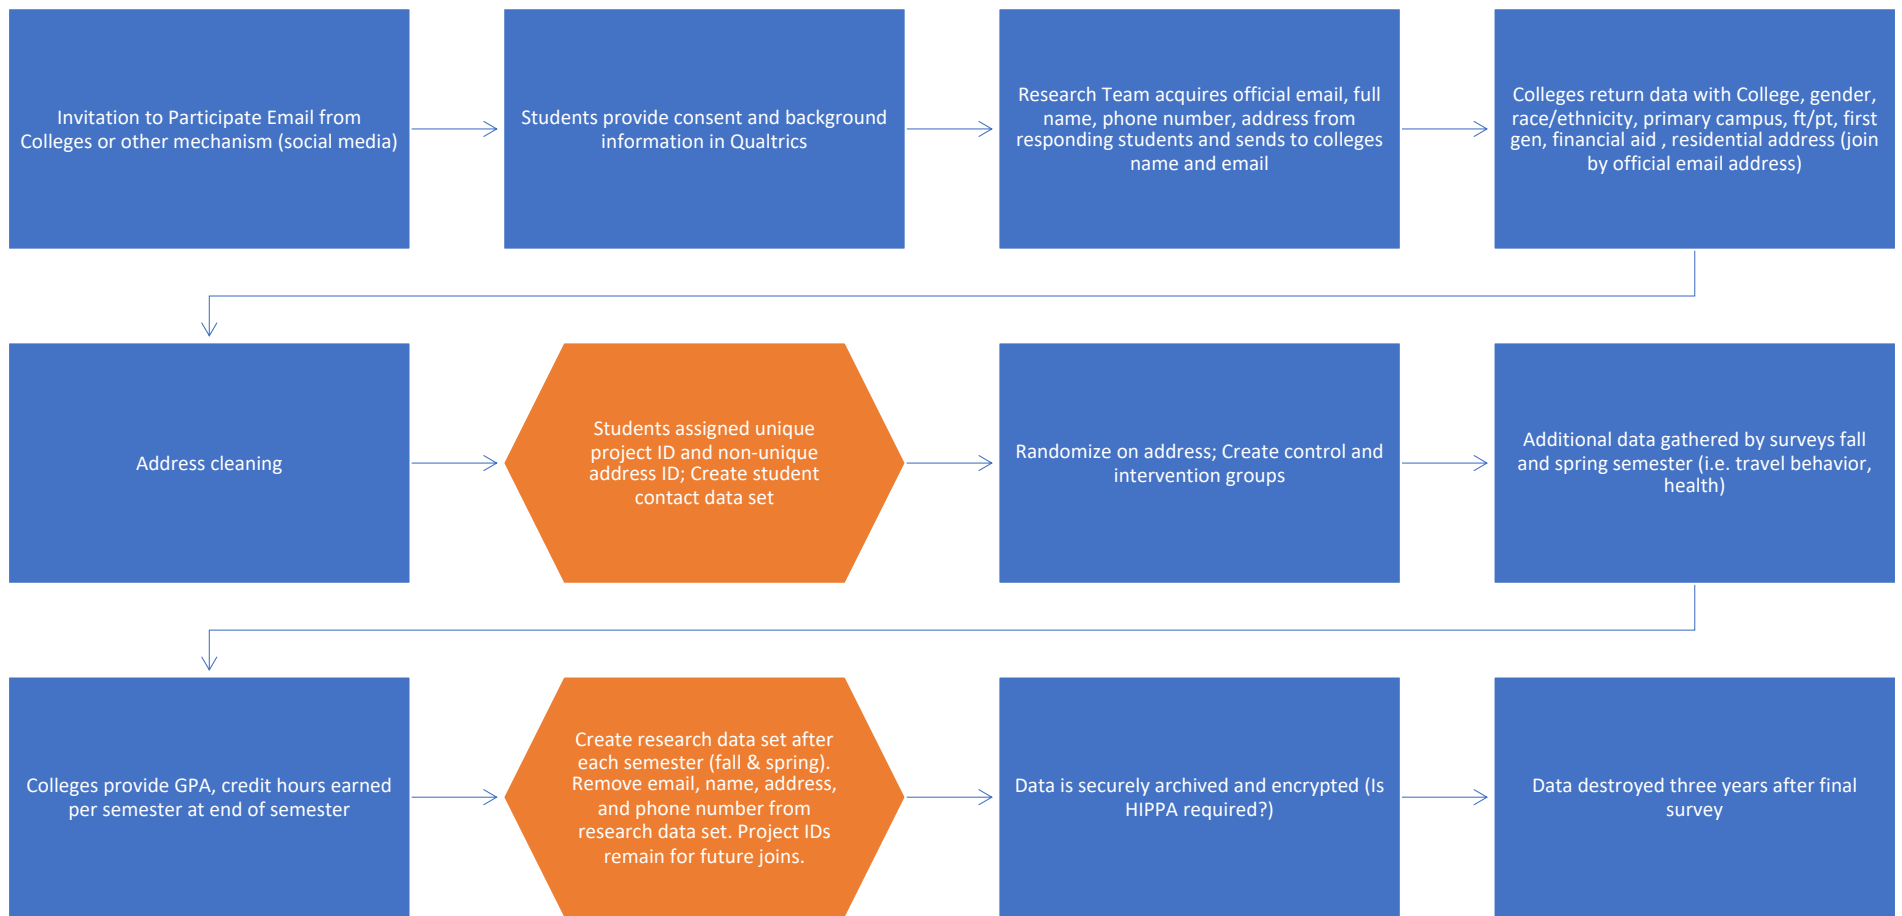 Invitation to Participate Email from
Colleges or other mechanism (social media)
Students provide consent and background
information in Qualtrics
Research Team acquires official email, full
name, phone number, address from
responding students and sends to colleges
name and email
Colleges return data with College, gender,
race/ethnicity, primary campus, ft/pt, first
gen, financial aid , residential address (join
by official email address)
Address cleaning
Students assigned unique
project ID and non-unique
address ID; Create student
contact data set
Randomize on address; Create control and
intervention groups
Additional data gathered by surveys fall
and spring semester (i.e. travel behavior,
health)
Colleges provide GPA, credit hours earned
per semester at end of semester
Create research data set after
each semester (fall & spring).
Remove email, name, address,
and phone number from
research data set. Project IDs
remain for future joins.
Data is securely archived and encrypted (Is
HIPPA required?)
Data destroyed three years after final
survey